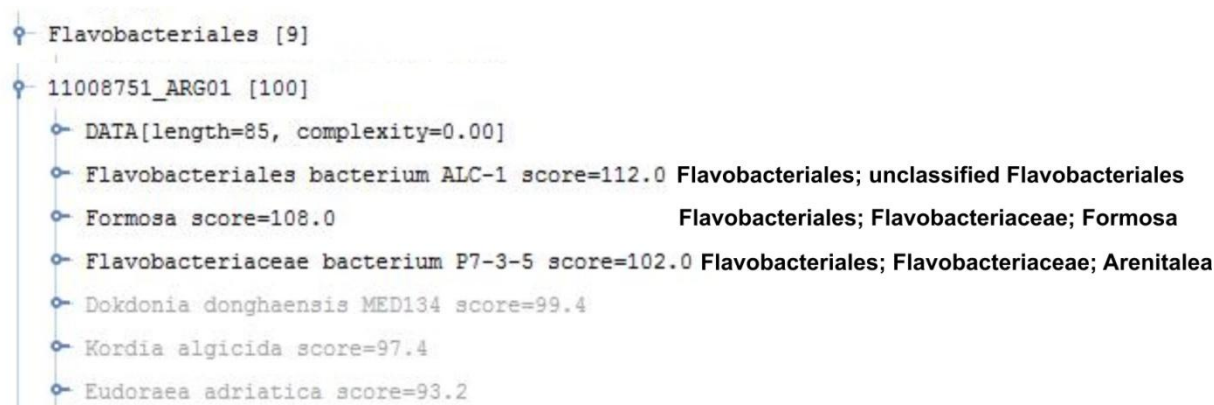 Flavobacteriales [9]
11008751_ARG01 [100]
DATA[length=85, complexity=0.00]
Flavobacteriales bacterium ALC-1 score=112.0 Flavobacteriales; unclassified Flavobacteriales
Formosa score=108.0 Flavobacteriales; Flavobacteriaceae; Formosa
Flavobacteriaceae bacterium P7-3-5 score=102.0 Flavobacteriales; Flavobacteriaceae; Arenitalea
Dokdonia donghaensis MED134 score=99.4
Kordia algicida score=97.4
Eudoraea adriatica score=93.2